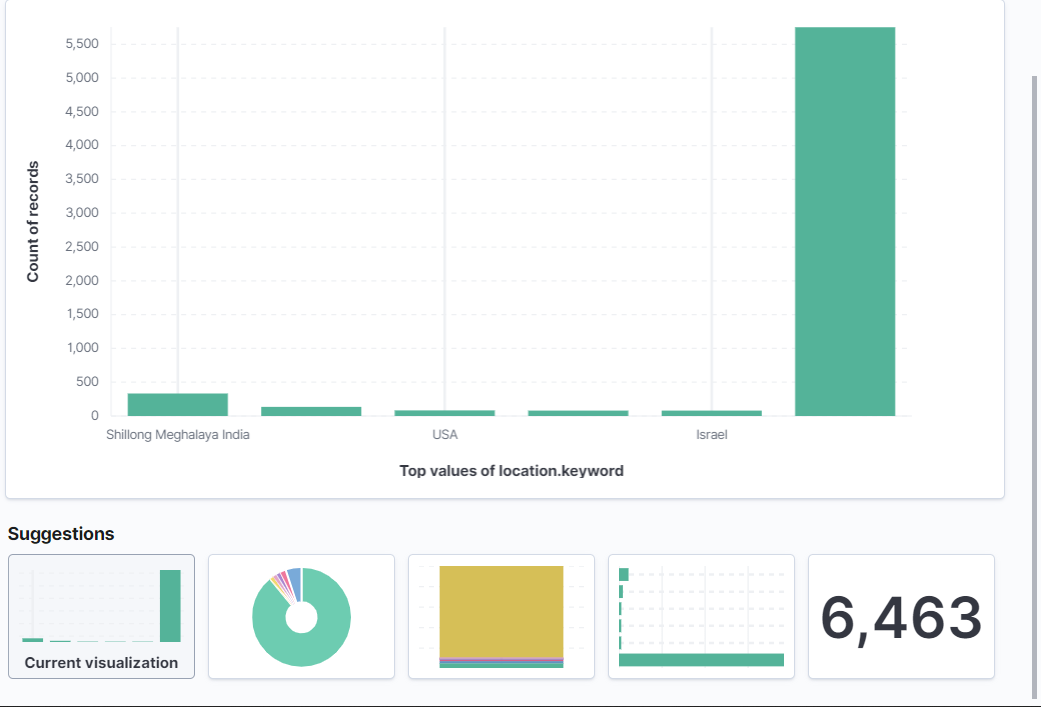 5,500
5,000
4,500
4,000
3,500
3,000
2,500
2,000
1,500
1,000
500
0
Count of records
Shillong Meghalaya India
USA
Israel
Top values of location.keyword
Suggestions
Current visualization
6,463